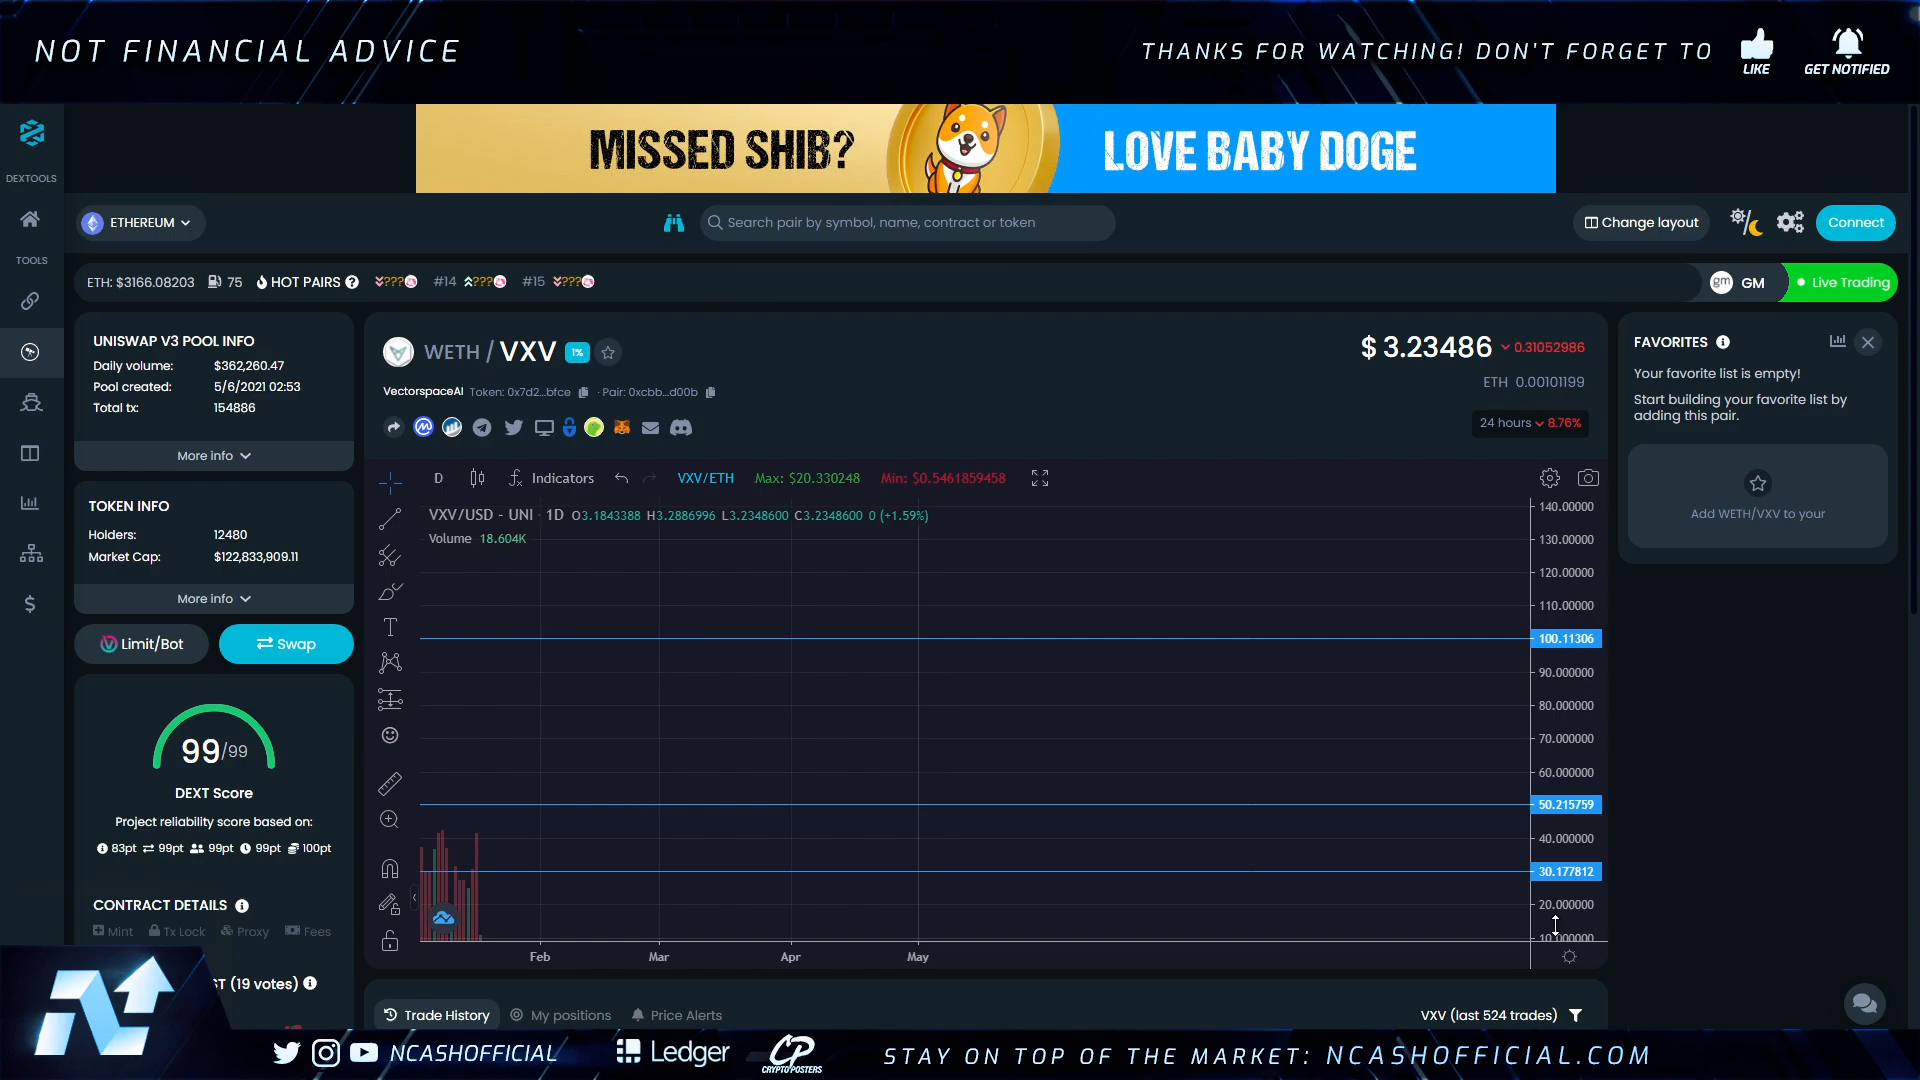 NOT FINANCIAL ADVICE
THANKS FOR WATCHING! DON'T FORGET TO
LIKE
GET NOTIFIED
MISSED SHIB?
LOVE BABY DOGE
DEXTOOLS
ETHEREUM
Search pair by symbol, name, contract or token
Change layout
Connect
TOOLS
ETH: $3166.08203
75
HOT PAIRS
???
#14
???
#15
???
gm
GM
Live Trading
UNISWAP V3 POOL INFO
Daily volume: $362,260.47
Pool created: 5/6/2021 02:53
Total tx: 154886
More info
WETH / VXV 1%
$ 3.23486 0.31052986
ETH 0.00101199
VectorspaceAI Token: 0x7d2...bfce · Pair: 0xcbb...d00b
24 hours 8.76%
FAVORITES
Your favorite list is empty!
Start building your favorite list by
adding this pair.
Add WETH/VXV to your
TOKEN INFO
Holders: 12480
Market Cap: $122,833,909.11
More info
Limit/Bot
Swap
99/99
DEXT Score
Project reliability score based on:
83pt 99pt 99pt 99pt 100pt
CONTRACT DETAILS
Mint Tx Lock Proxy Fees
ST (19 votes)
D
Indicators
VXV/ETH
Max: $20.330248
Min: $0.5461859458
VXV/USD - UNI 1D O3.1843388 H3.2886996 L3.2348600 C3.2348600 0 (+1.59%)
Volume 18.604K
140.00000
130.00000
120.00000
110.00000
100.11306
90.000000
80.000000
70.000000
60.000000
50.215759
40.000000
30.177812
20.000000
10.000000
Feb Mar Apr May
Trade History
My positions
Price Alerts
VXV (last 524 trades)
NCASHOFFICIAL
Ledger
CP
CRYPTOPOSTERS
STAY ON TOP OF THE MARKET: NCASHOFFICIAL.COM